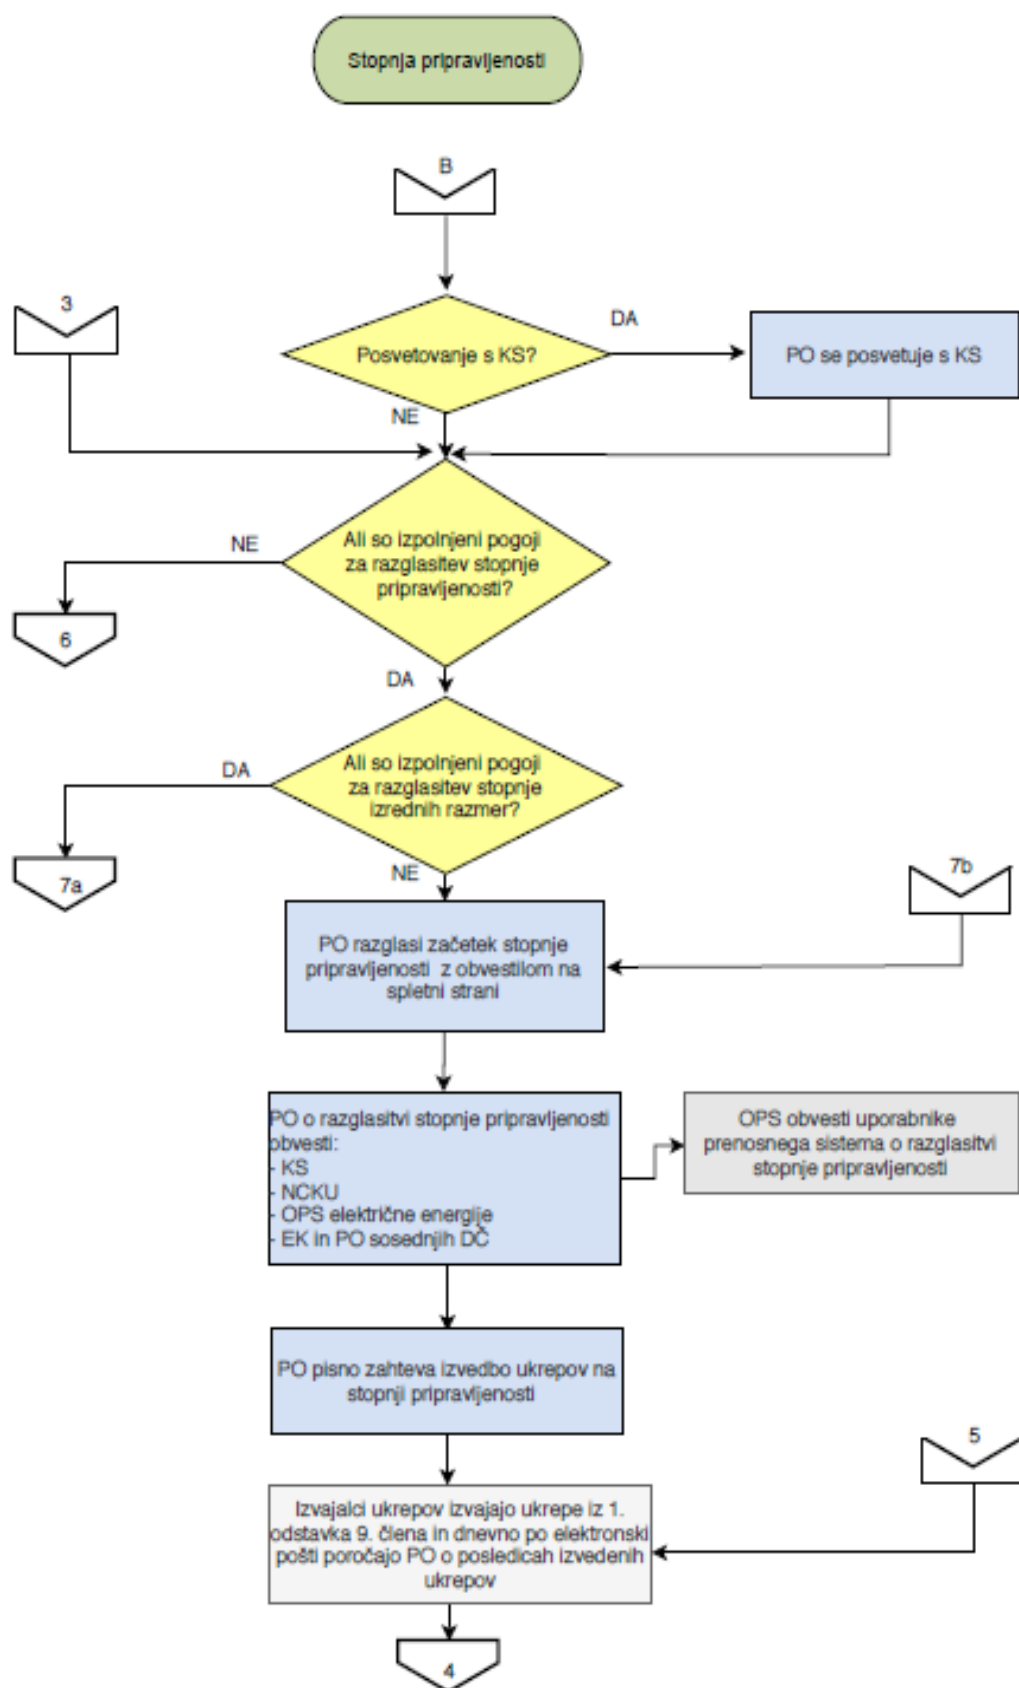 Stopnja pripravljenosti
B
3
Posvetovanje s KS?
DA
PO se posvetuje s KS
NE
Ali so izpolnjeni pogoji
za razglasitev stopnje
pripravljenosti?
NE
6
DA
Ali so izpolnjeni pogoji
za razglasitev stopnje
izrednih razmer?
DA
7a
NE
7b
PO razglasi začetek stopnje
pripravljenosti z obvestilom na
spletni strani
PO o razglasitvi stopnje pripravljenosti
obvesti:
- KS
- NCKU
- OPS električne energije
- EK in PO sosednjih DČ
OPS obvesti uporabnike
prenosnega sistema o razglasitvi
stopnje pripravljenosti
PO pisno zahteva izvedbo ukrepov na
stopnji pripravljenosti
5
Izvajalci ukrepov izvajajo ukrepe iz 1.
odstavka 9. člena in dnevno po elektronski
pošti poročajo PO o posledicah izvedenih
ukrepov
4